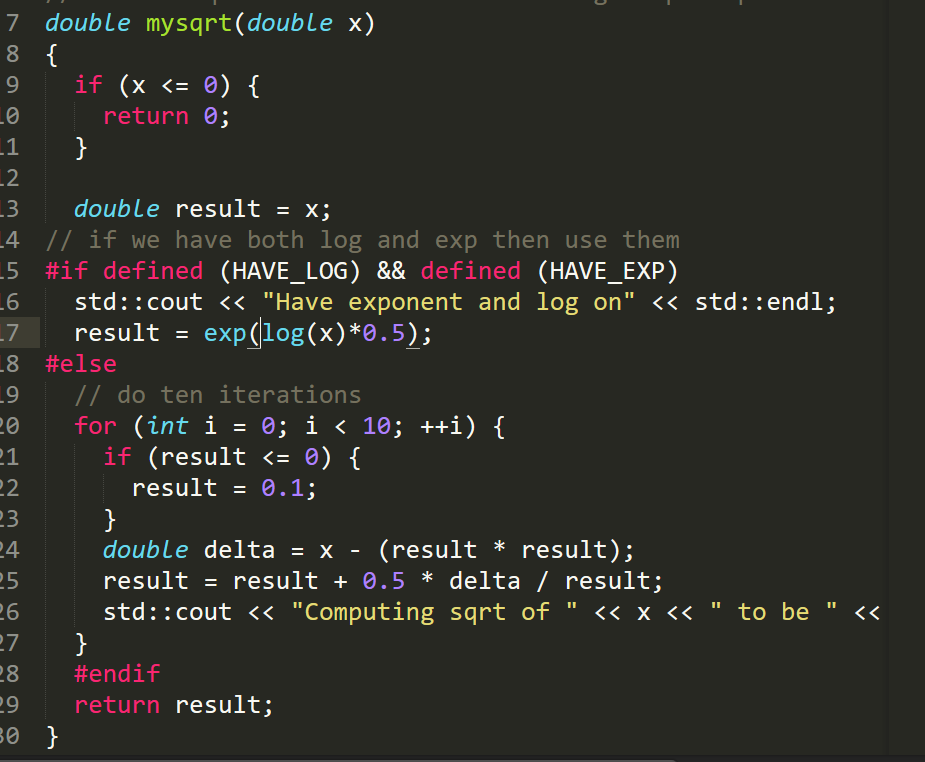 7 double mysqrt(double x)
8 {
9   if (x <= 0) {
10     return 0;
11   }
12
13   double result = x;
14 // if we have both log and exp then use them
15 #if defined (HAVE_LOG) && defined (HAVE_EXP)
16   std::cout << "Have exponent and log on" << std::endl;
17   result = exp(log(x)*0.5);
18 #else
19   // do ten iterations
20   for (int i = 0; i < 10; ++i) {
21     if (result <= 0) {
22       result = 0.1;
23     }
24     double delta = x - (result * result);
25     result = result + 0.5 * delta / result;
26     std::cout << "Computing sqrt of " << x << " to be " <<
27   }
28   #endif
29   return result;
30 }